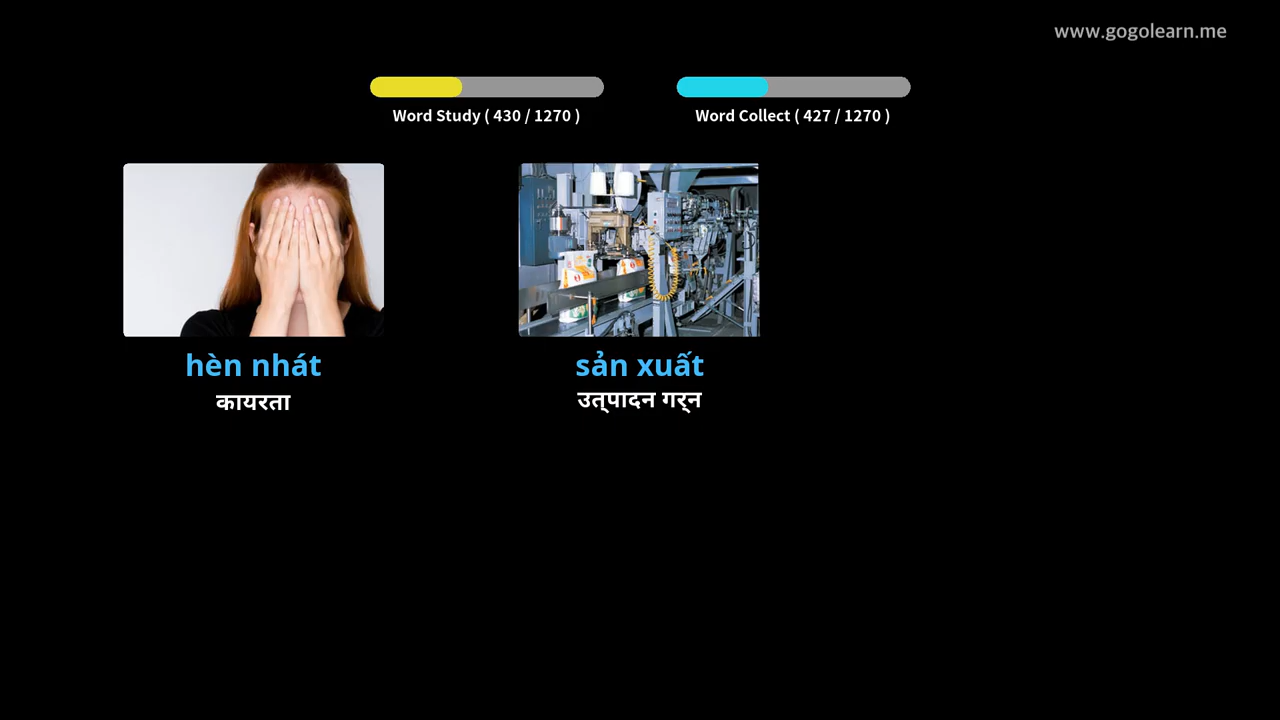 www.gogolearn.me
Word Study ( 430 / 1270 )
Word Collect ( 427 / 1270 )
hèn nhát
कायरता
sản xuất
उत्पादन गर्न